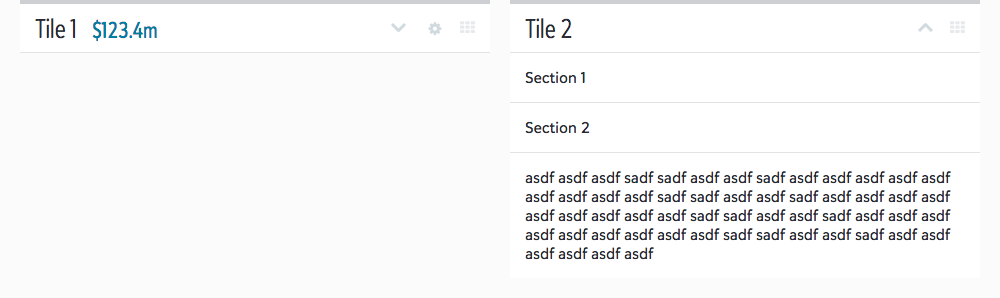 Tile 1 $123.4m
Tile 2
Section 1
Section 2
asdf asdf asdf sadf sadf asdf asdf sadf asdf asdf asdf asdf asdf
asdf asdf asdf asdf sadf sadf asdf asdf sadf asdf asdf asdf asdf
asdf asdf asdf asdf asdf sadf sadf asdf asdf sadf asdf asdf asdf
asdf asdf asdf asdf asdf asdf sadf sadf asdf asdf sadf asdf asdf
asdf asdf asdf asdf